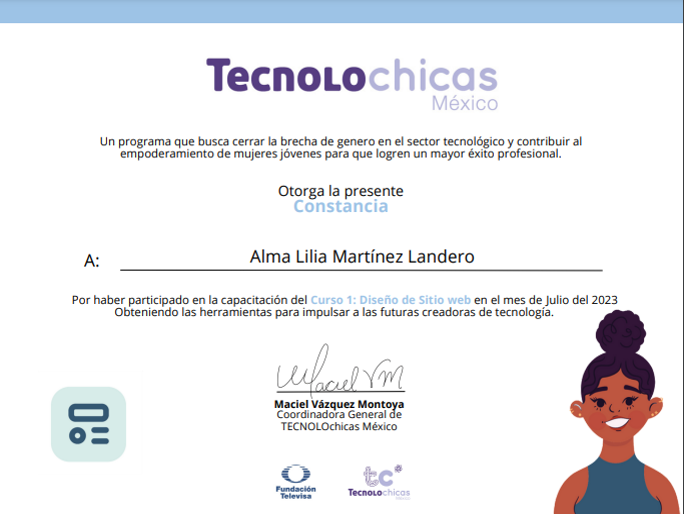 TecnoLochicas
México
Un programa que busca cerrar la brecha de genero en el sector tecnológico y contribuir al
empoderamiento de mujeres jóvenes para que logren un mayor éxito profesional.
Otorga la presente
Constancia
A: Alma Lilia Martínez Landero
Por haber participado en la capacitación del Curso 1: Diseño de Sitio web en el mes de Julio del 2023
Obteniendo las herramientas para impulsar a las futuras creadoras de tecnología.
Maciel VM
Maciel Vázquez Montoya
Coordinadora General de
TECNOLOchicas México
Fundación
Televisa
tc
TecnoLochicas
México